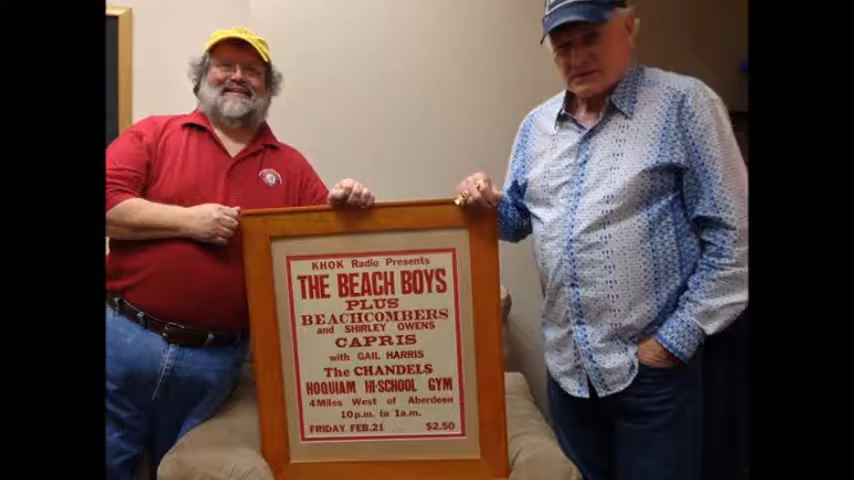 KHOK Radio Presents
THE BEACH BOYS
PLUS
BEACHCOMBERS
and SHIRLEY OWENS
CAPRIS
with GAIL HARRIS
The CHANDELS
HOQUIAM HI-SCHOOL GYM
4 Miles West of Aberdeen
10 p.m. to 1 a.m.
FRIDAY FEB. 21 $2.50